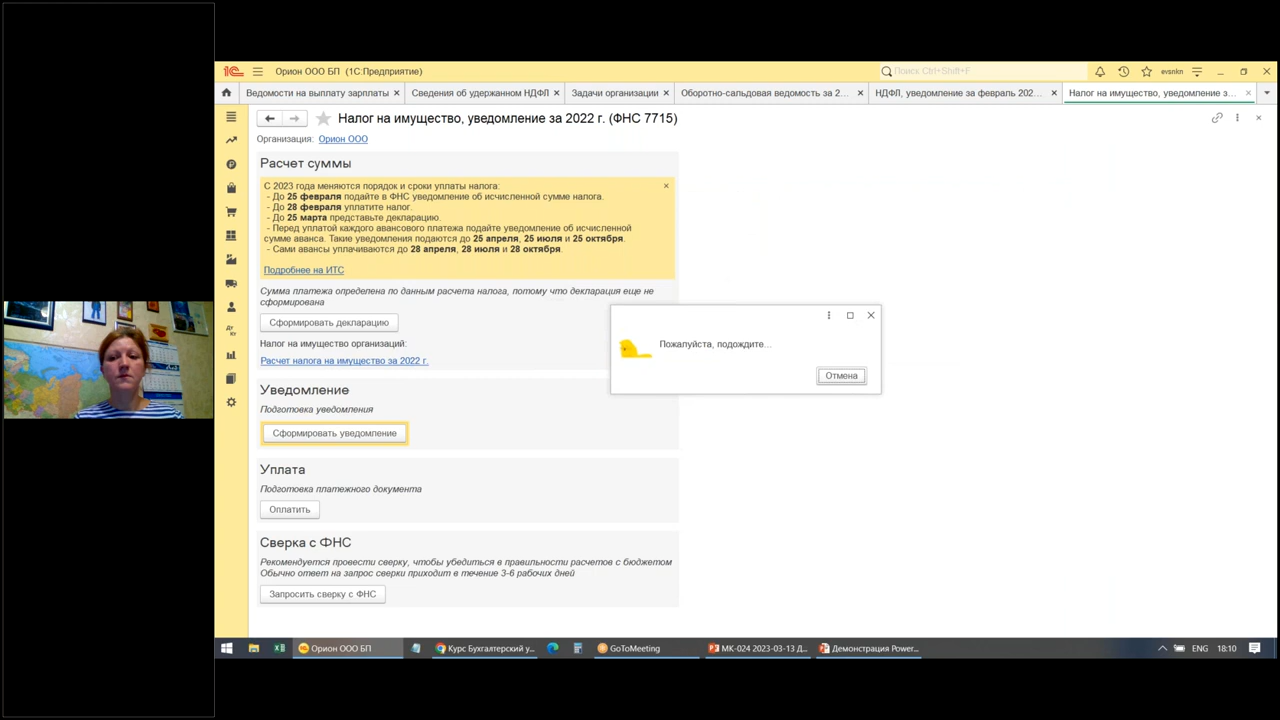 1С Орион ООО БП (1С:Предприятие) Поиск Ctrl+Shift+F evsnkn
Ведомости на выплату зарплаты Сведения об удержанном НДФЛ Задачи организации Оборотно-сальдовая ведомость за 2... НДФЛ, уведомление за февраль 202... Налог на имущество, уведомление з...
Налог на имущество, уведомление за 2022 г. (ФНС 7715)
Организация: Орион ООО
Расчет суммы
С 2023 года меняются порядок и сроки уплаты налога:
- До 25 февраля подайте в ФНС уведомление об исчисленной сумме налога.
- До 28 февраля уплатите налог.
- До 25 марта представьте декларацию.
- Перед уплатой каждого авансового платежа подайте уведомление об исчисленной
сумме аванса. Такие уведомления подаются до 25 апреля, 25 июля и 25 октября.
- Сами авансы уплачиваются до 28 апреля, 28 июля и 28 октября.
Подробнее на ИТС
Сумма платежа определена по данным расчета налога, потому что декларация еще не
сформирована
Сформировать декларацию
Налог на имущество организаций:
Расчет налога на имущество за 2022 г.
Пожалуйста, подождите...
Отмена
Уведомление
Подготовка уведомления
Сформировать уведомление
Уплата
Подготовка платежного документа
Оплатить
Сверка с ФНС
Рекомендуется провести сверку, чтобы убедиться в правильности расчетов с бюджетом
Обычно ответ на запрос сверки приходит в течение 3-6 рабочих дней
Запросить сверку с ФНС
Орион ООО БП Курс Бухгалтерский у... GoToMeeting МК-024 2023-03-13 Д... Демонстрация Power... ENG 18:10